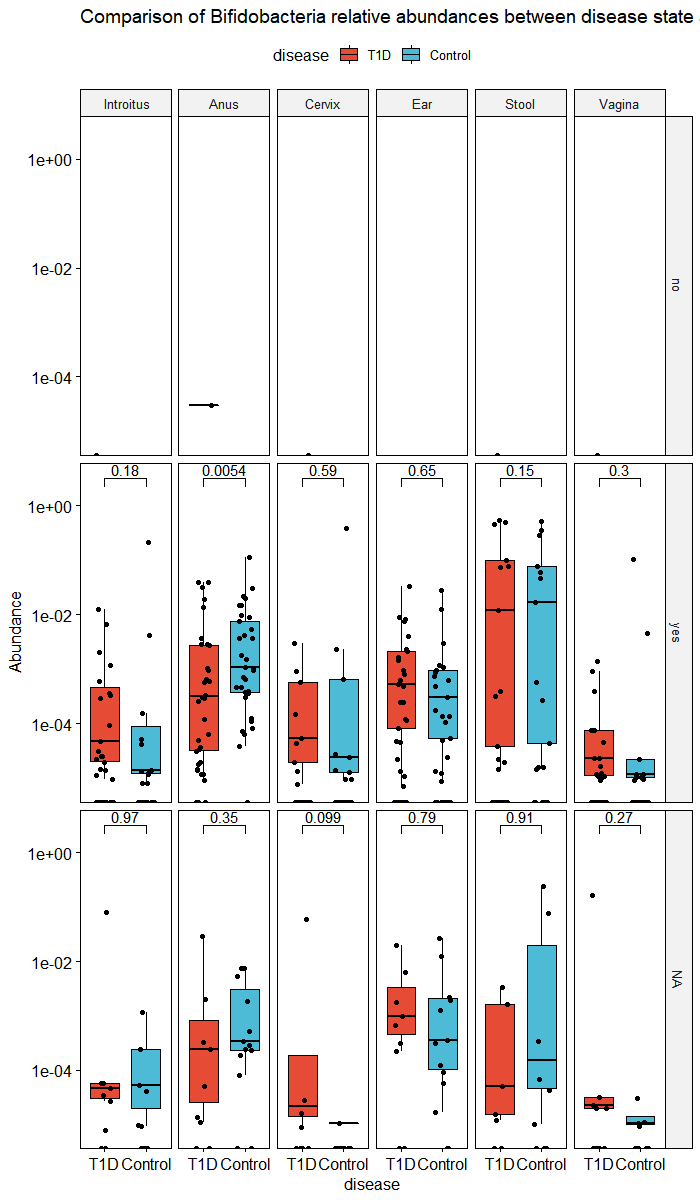 Comparison of Bifidobacteria relative abundances between disease state
disease T1D Control
Introitus Anus Cervix Ear Stool Vagina
1e+00
1e-02
1e-04
no
0.18 0.0054 0.59 0.65 0.15 0.3
1e+00
1e-02
1e-04
yes
Abundance
0.97 0.35 0.099 0.79 0.91 0.27
1e+00
1e-02
1e-04
NA
T1D Control T1D Control T1D Control T1D Control T1D Control T1D Control
disease